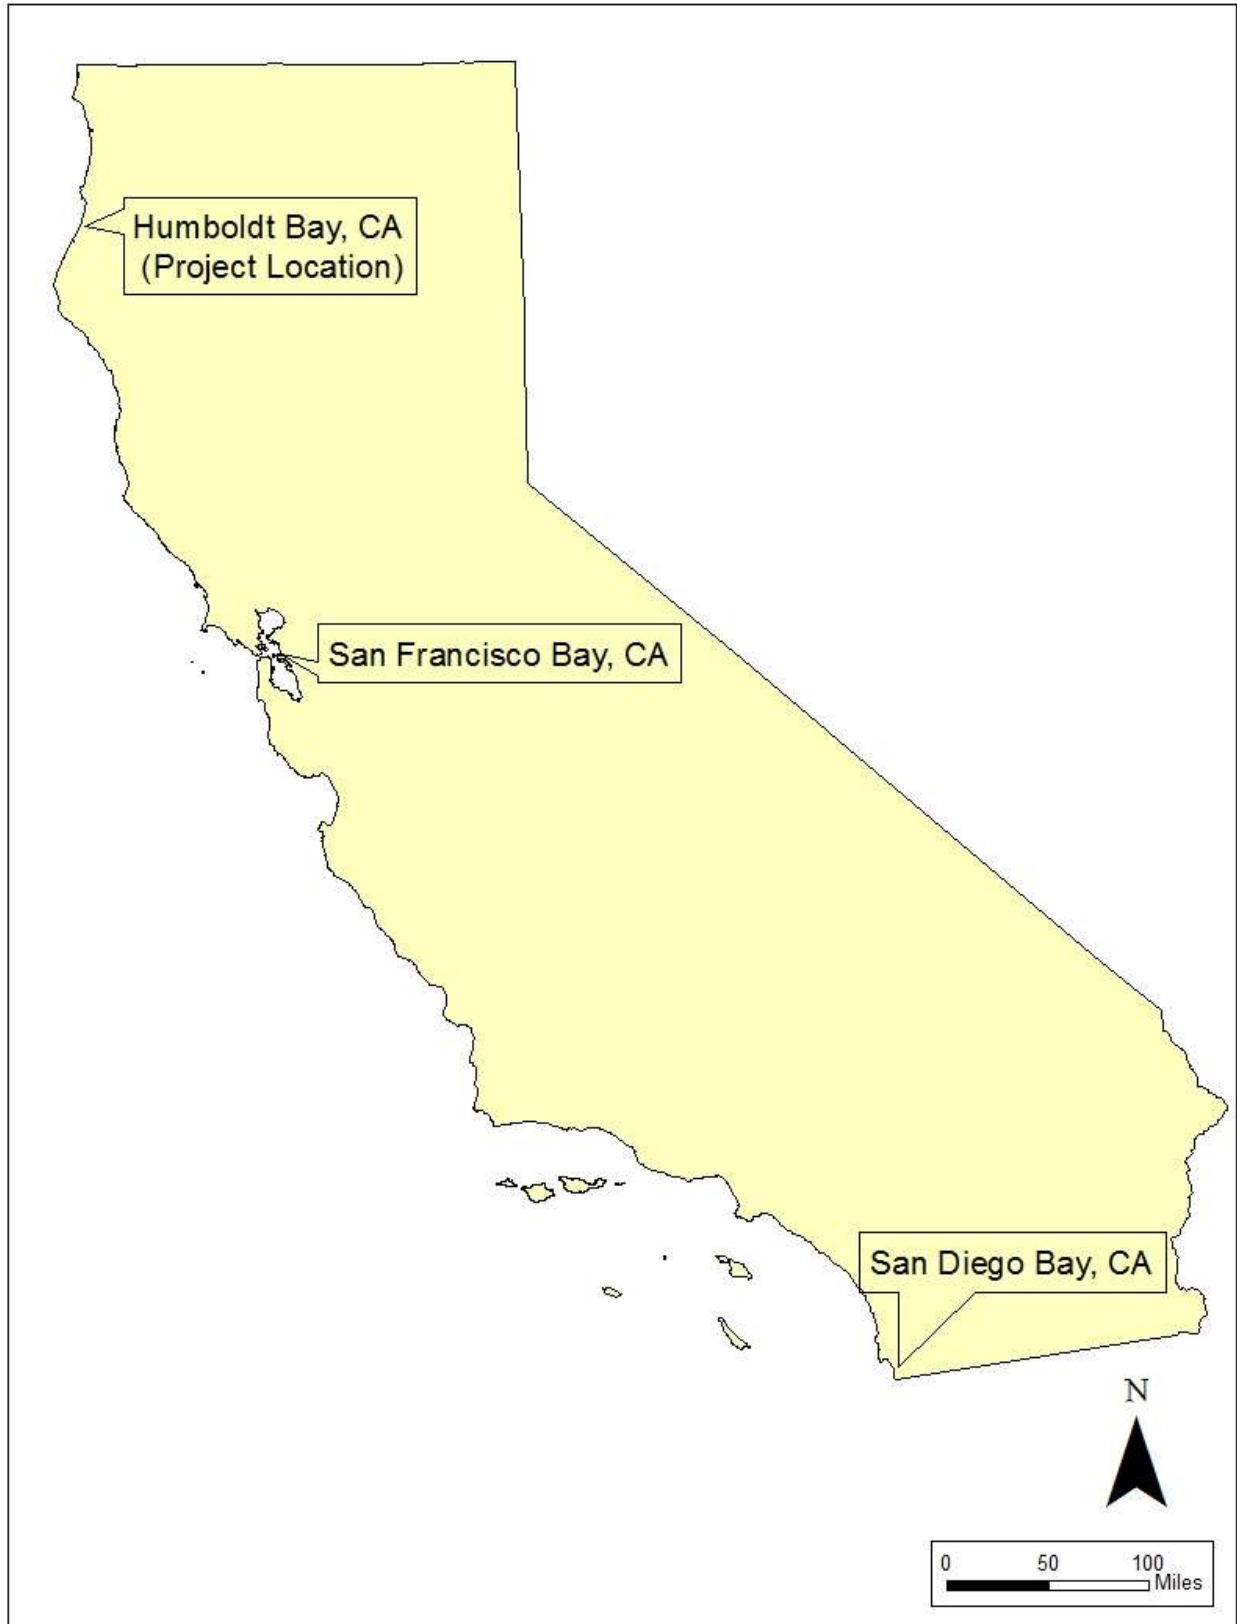 Humboldt Bay, CA
(Project Location)
San Francisco Bay, CA
San Diego Bay, CA
N
0 50 100
Miles